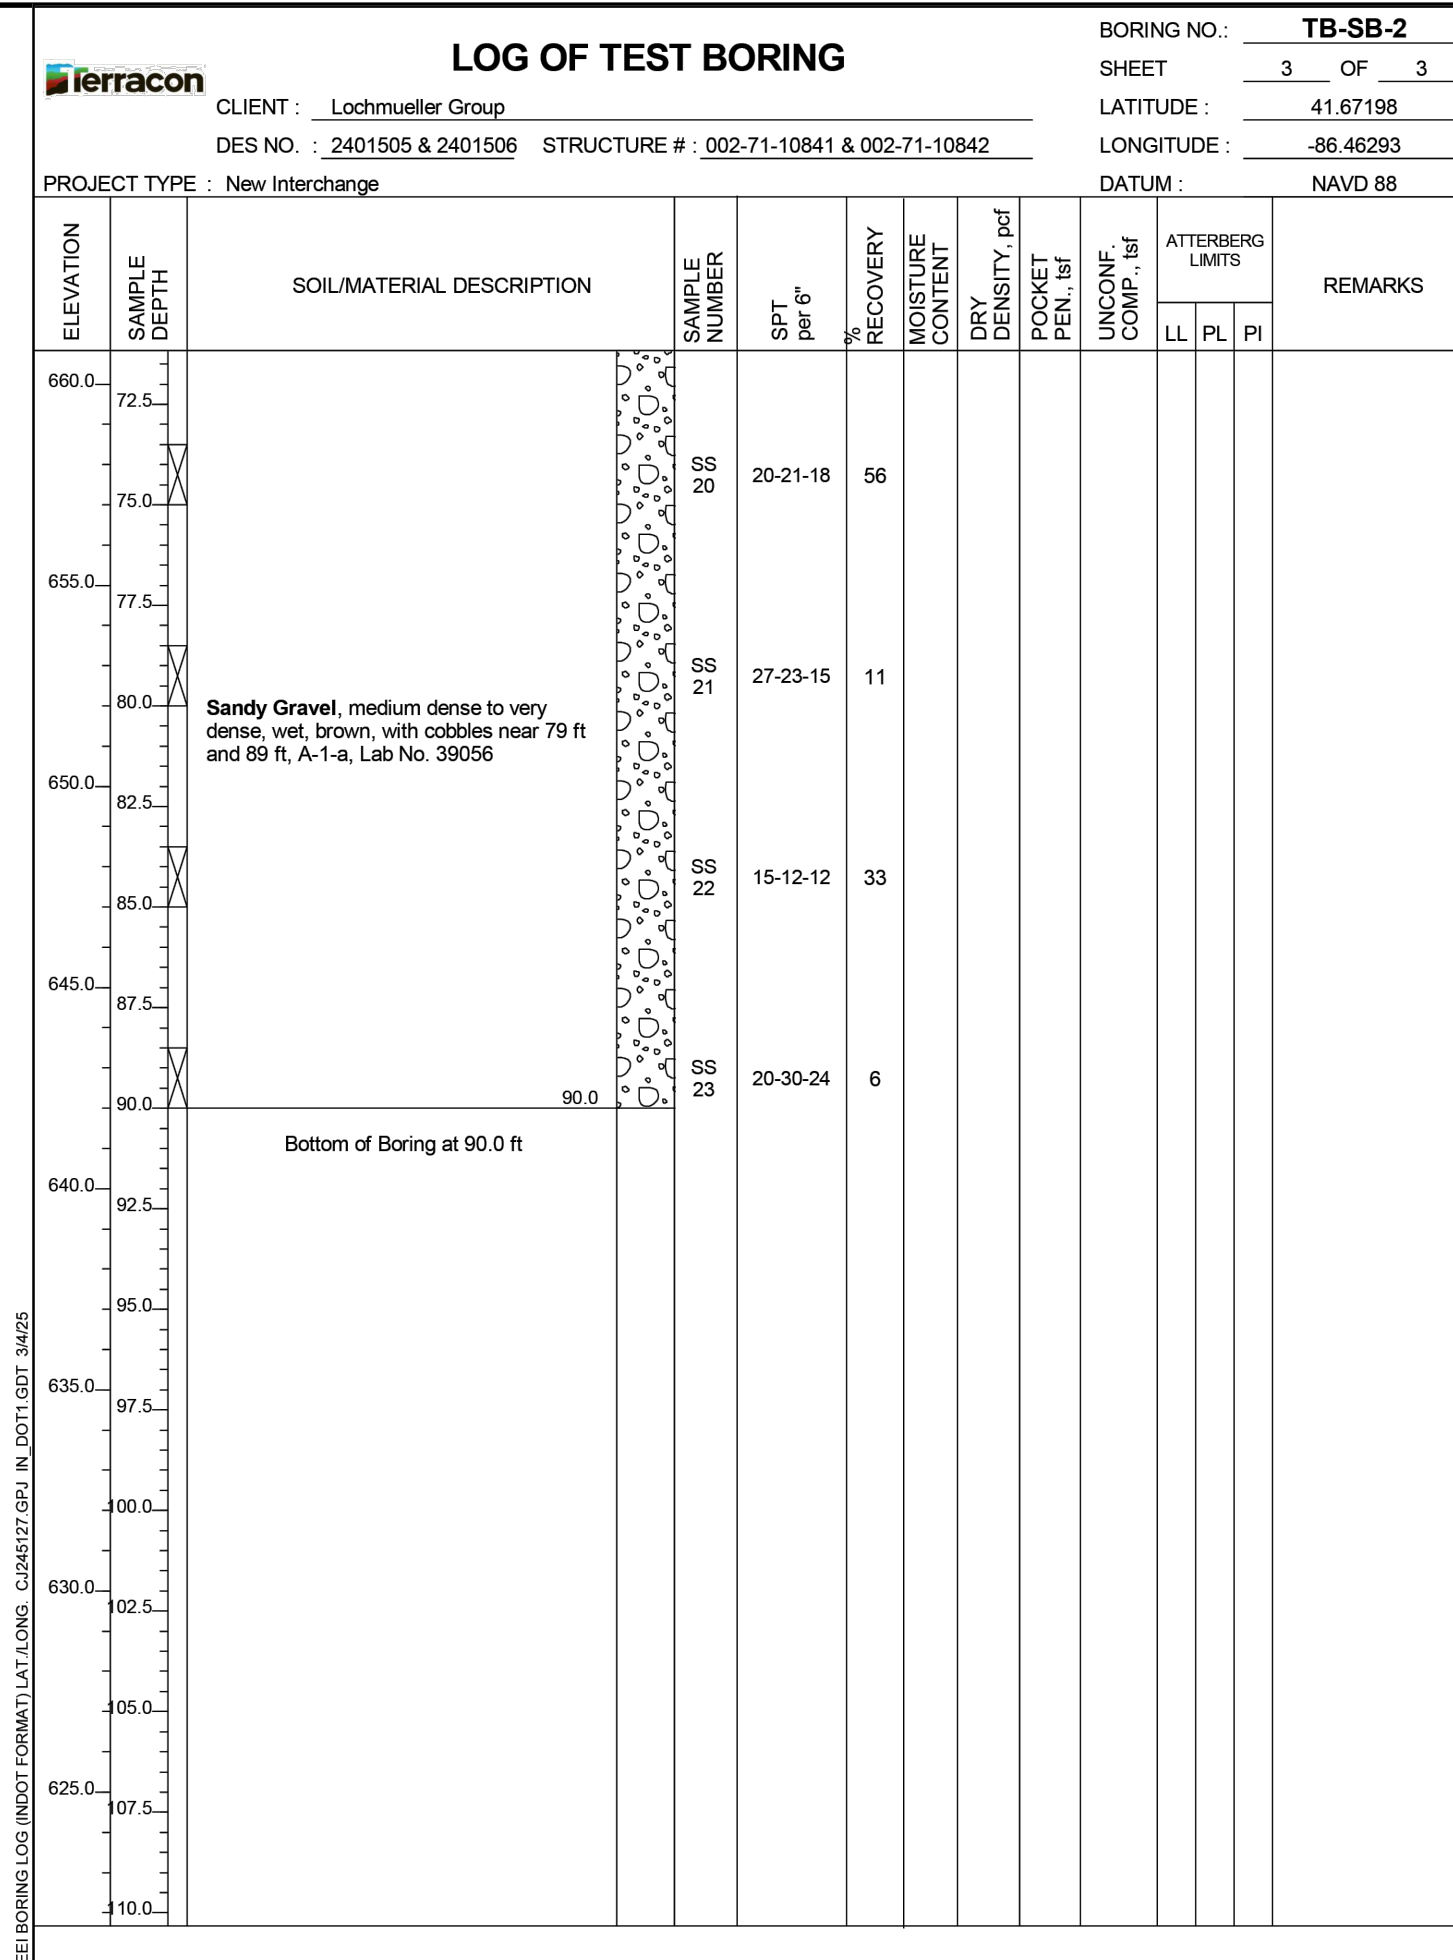 Terracon
LOG OF TEST BORING
BORING NO.: TB-SB-2
SHEET 3 OF 3
CLIENT : Lochmueller Group
LATITUDE : 41.67198
DES NO. : 2401505 & 2401506 STRUCTURE # : 002-71-10841 & 002-71-10842
LONGITUDE : -86.46293
PROJECT TYPE : New Interchange
DATUM : NAVD 88
ELEVATION
SAMPLE
DEPTH
SOIL/MATERIAL DESCRIPTION
SAMPLE
NUMBER
SPT
per 6"
%
RECOVERY
MOISTURE
CONTENT
DRY
DENSITY, pcf
POCKET
PEN., tsf
UNCONF.
COMP., tsf
ATTERBERG
LIMITS
LL PL PI
REMARKS
660.0
72.5
SS
20
20-21-18 56
75.0
655.0
77.5
SS
21
27-23-15 11
80.0
Sandy Gravel, medium dense to very
dense, wet, brown, with cobbles near 79 ft
and 89 ft, A-1-a, Lab No. 39056
650.0
82.5
SS
22
15-12-12 33
85.0
645.0
87.5
SS
23
20-30-24 6
90.0
90.0
Bottom of Boring at 90.0 ft
640.0
92.5
95.0
635.0
97.5
100.0
630.0
102.5
105.0
625.0
107.5
110.0
EEI BORING LOG (INDOT FORMAT) LAT./LONG. CJ245127.GPJ IN_DOT1.GDT 3/4/25